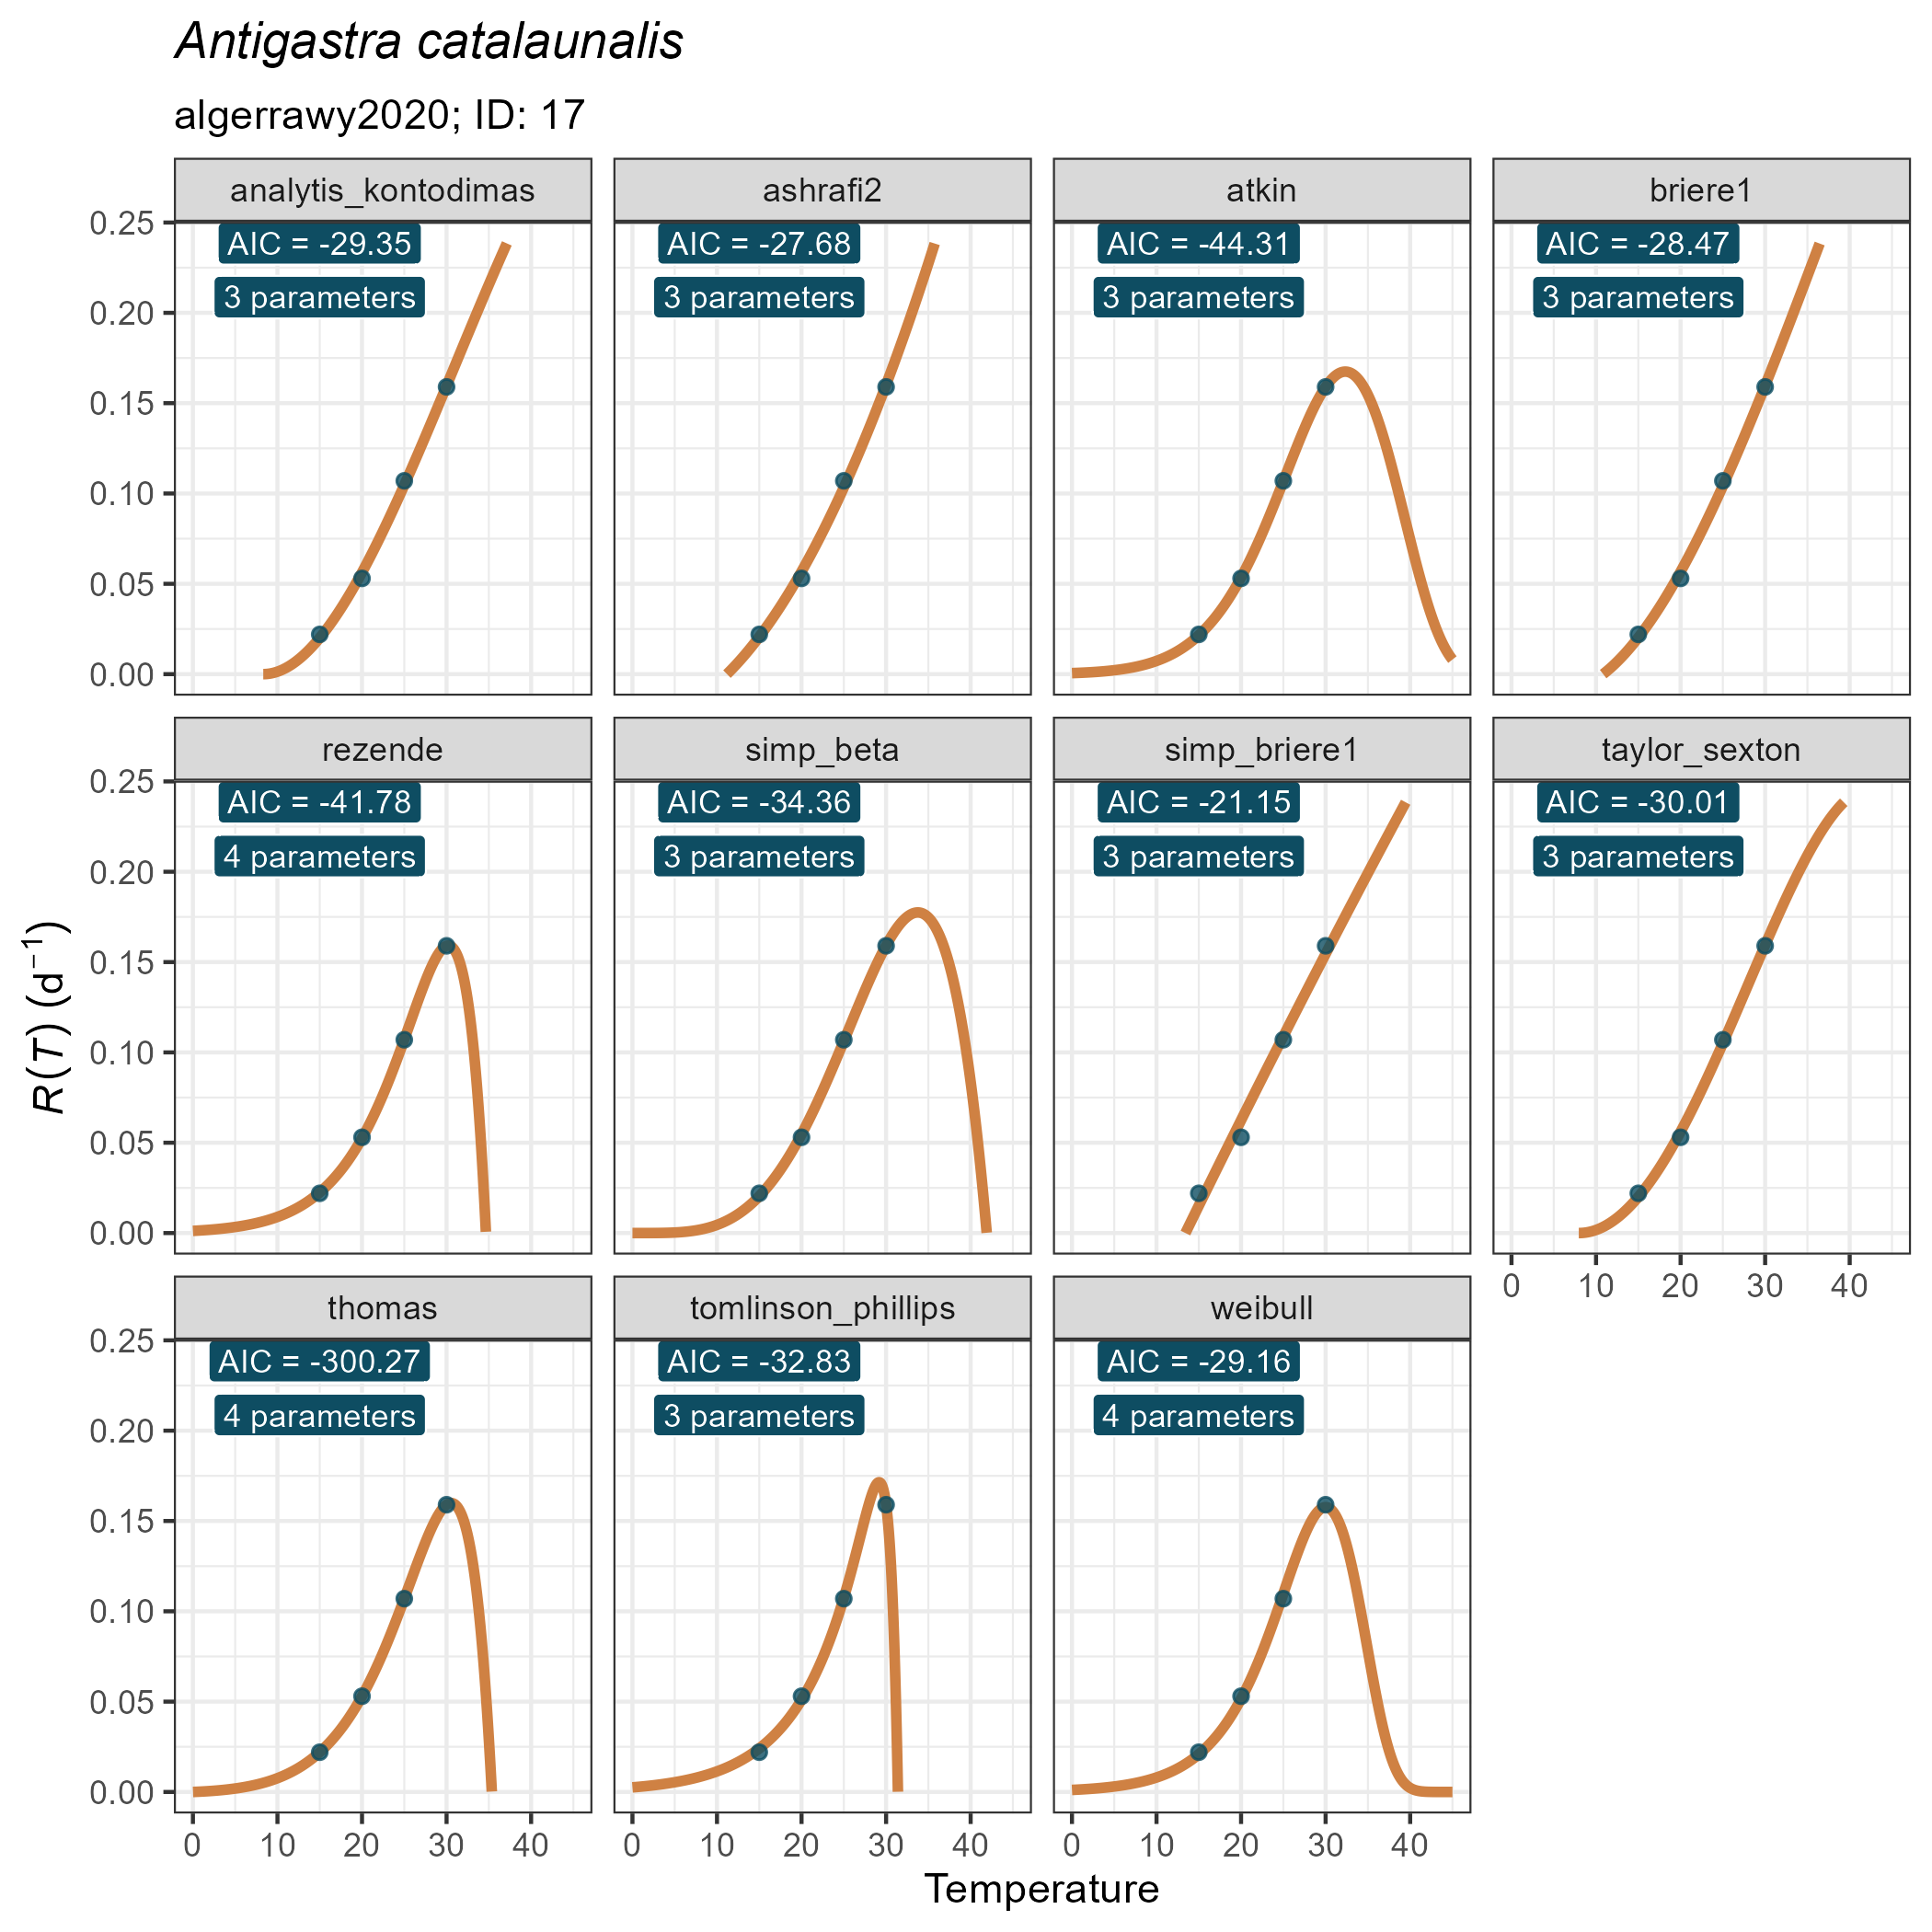 Antigastra catalaunalis
algerrawy2020; ID: 17
analytis_kontodimas ashrafi2 atkin briere1
0.25
AIC = -29.35 AIC = -27.68 AIC = -44.31 AIC = -28.47
3 parameters 3 parameters 3 parameters 3 parameters
0.20
0.15
0.10
0.05
0.00
rezende simp_beta simp_briere1 taylor_sexton
0.25
AIC = -41.78 AIC = -34.36 AIC = -21.15 AIC = -30.01
4 parameters 3 parameters 3 parameters 3 parameters
0.20
0.15
0.10
0.05
0.00
0 10 20 30 40
R(T) (d⁻¹)
thomas tomlinson_phillips weibull
0.25
AIC = -300.27 AIC = -32.83 AIC = -29.16
4 parameters 3 parameters 4 parameters
0.20
0.15
0.10
0.05
0.00
0 10 20 30 40 0 10 20 30 40 0 10 20 30 40
Temperature